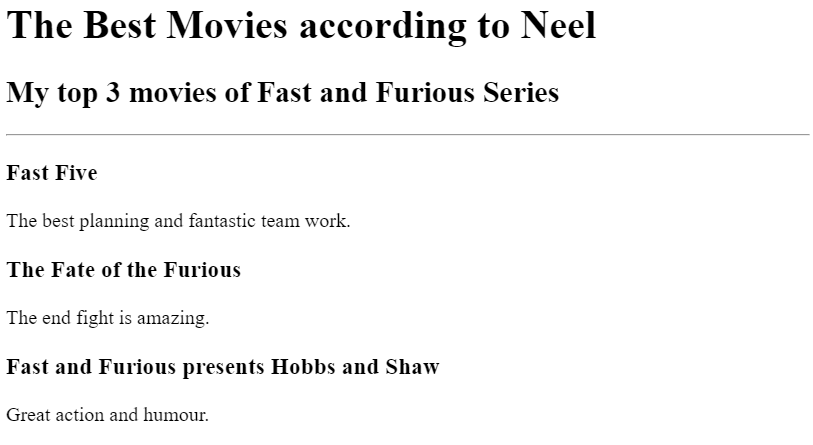 The Best Movies according to Neel
My top 3 movies of Fast and Furious Series
Fast Five
The best planning and fantastic team work.
The Fate of the Furious
The end fight is amazing.
Fast and Furious presents Hobbs and Shaw
Great action and humour.